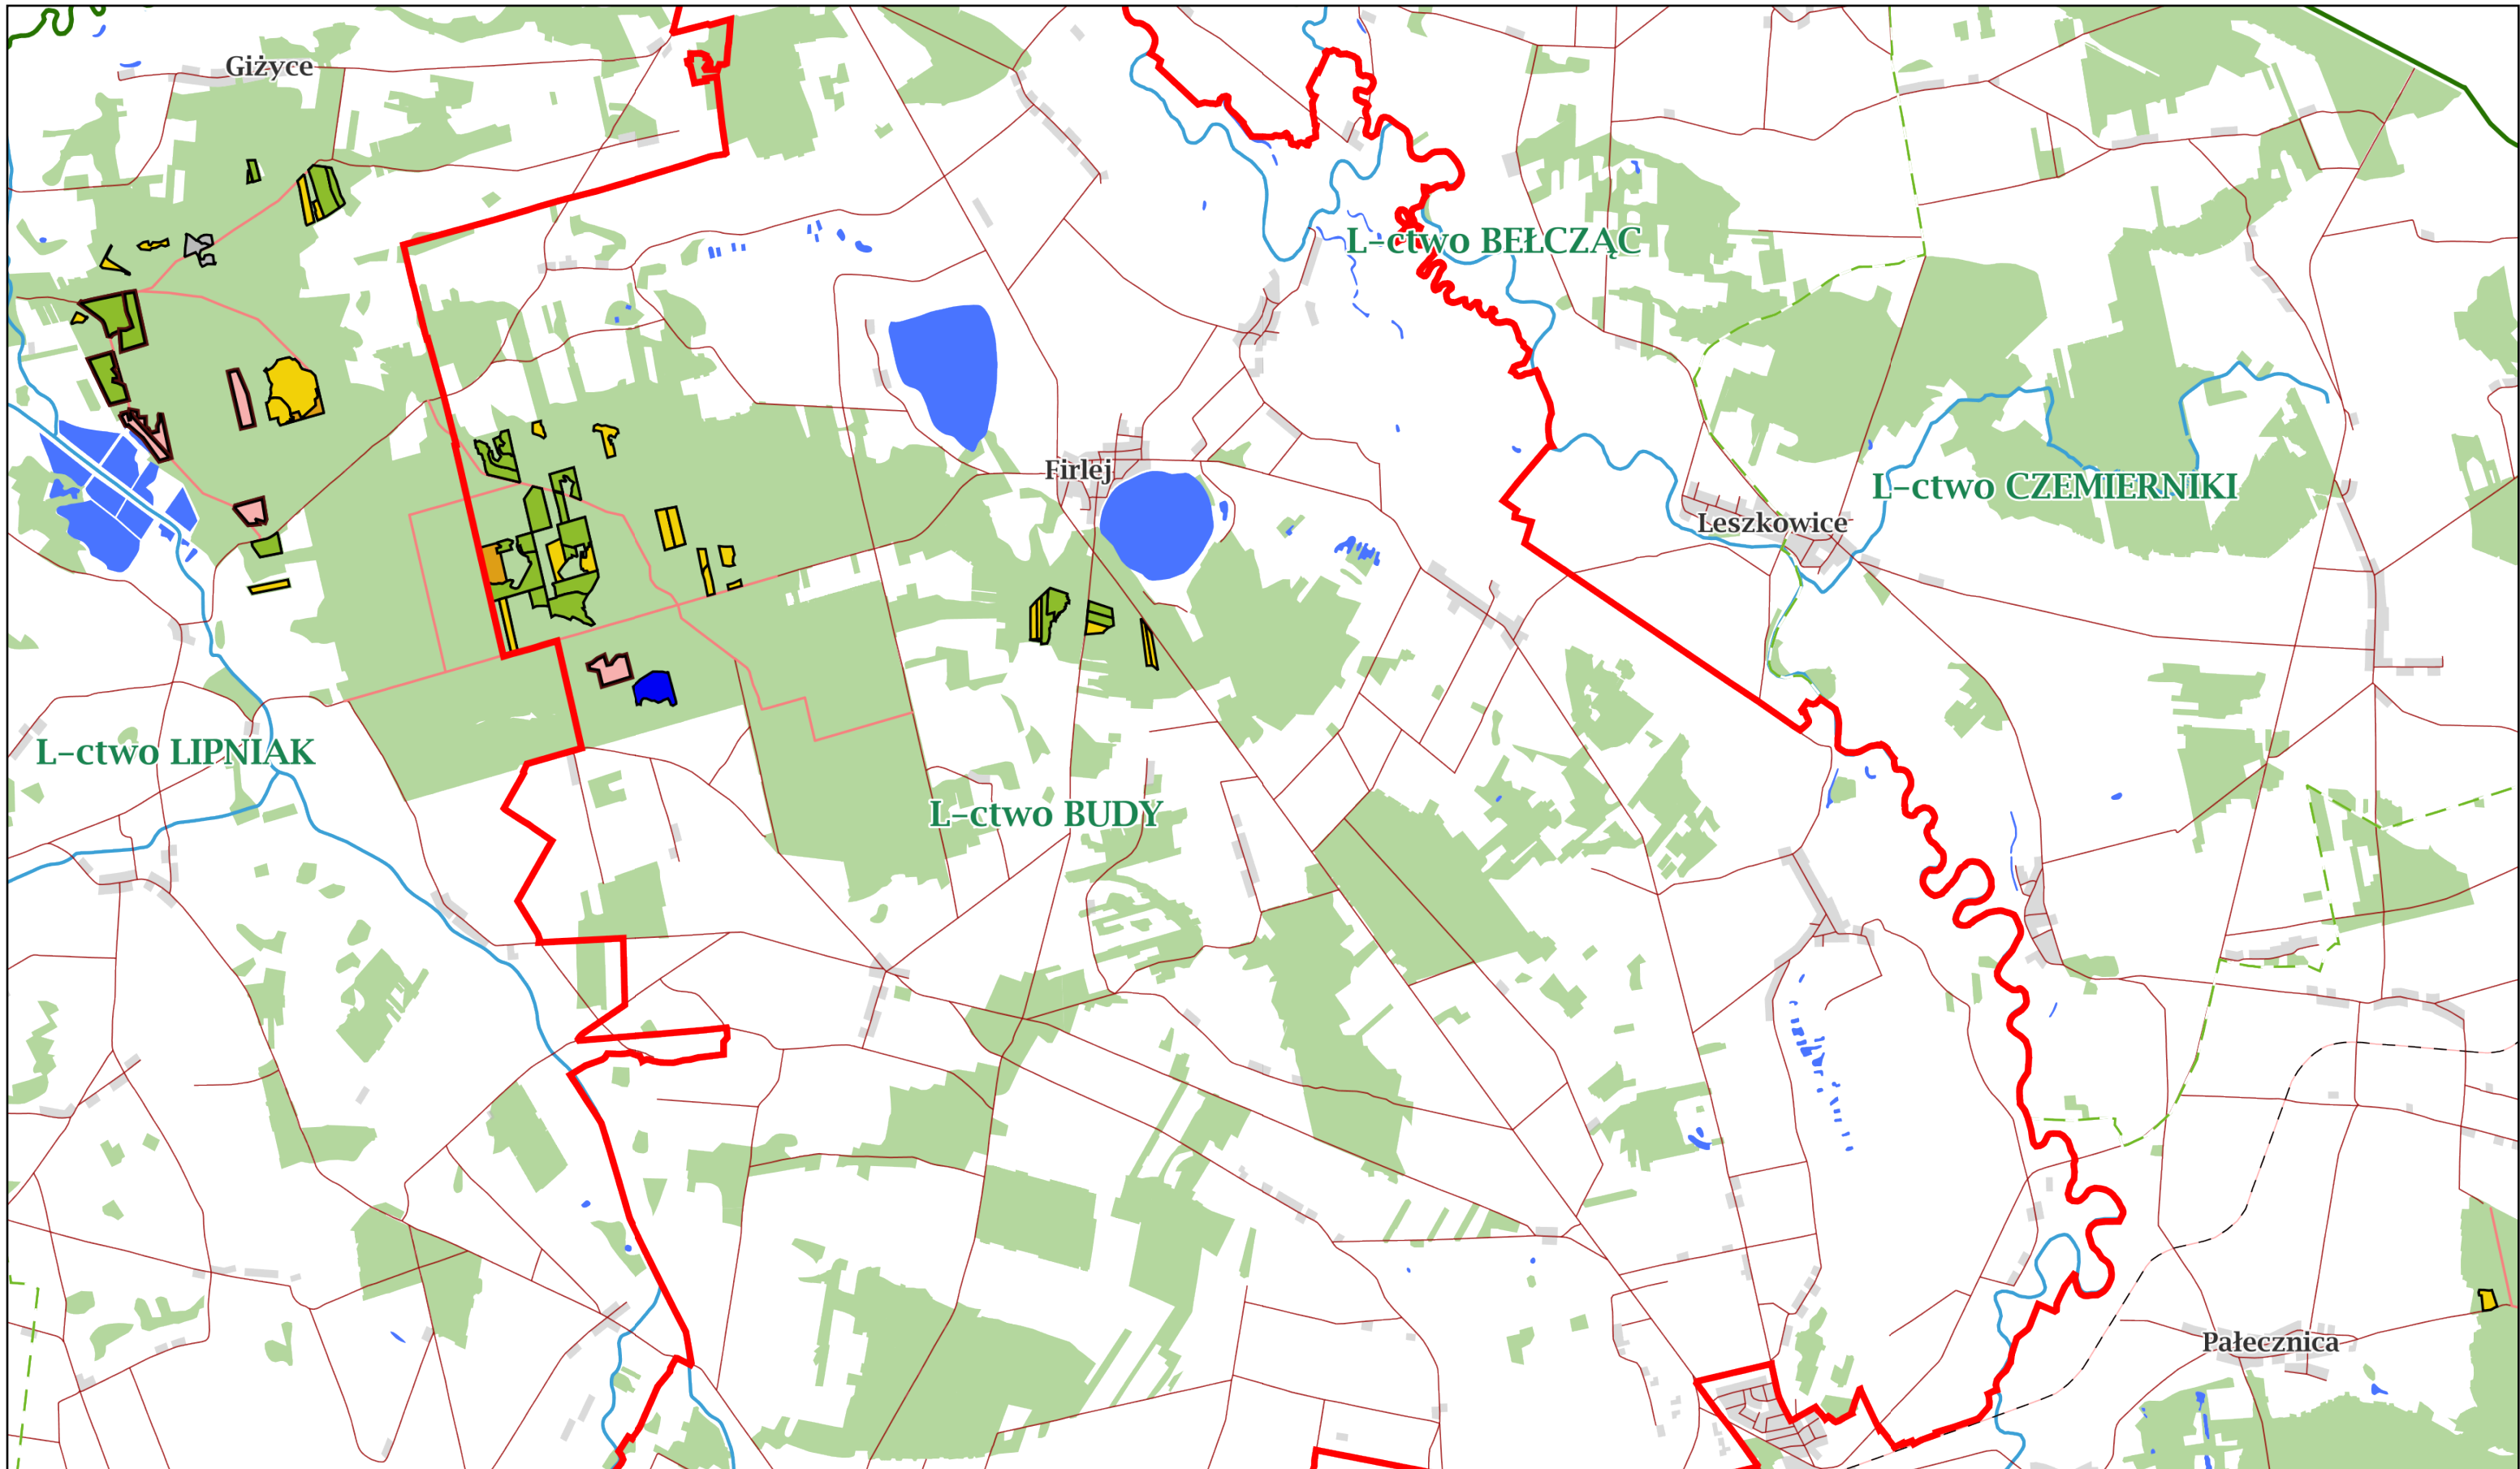 Giżyce
L-ctwo BEŁCZĄC
Firlej
L-ctwo CZEMIERNIKI
Leszkowice
L-ctwo LIPNIAK
L-ctwo BUDY
Pałecznica